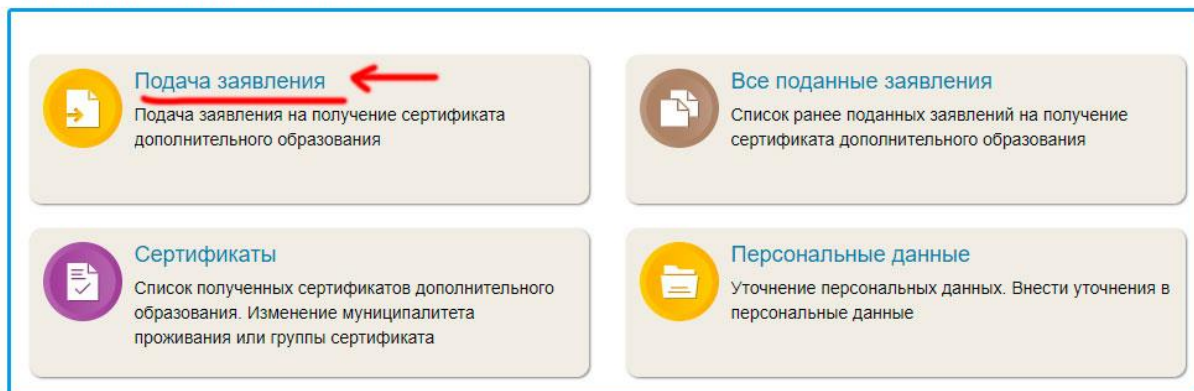 Подача заявления
Подача заявления на получение сертификата
дополнительного образования
Все поданные заявления
Список ранее поданных заявлений на получение
сертификата дополнительного образования
Сертификаты
Список полученных сертификатов дополнительного
образования. Изменение муниципалитета
проживания или группы сертификата
Персональные данные
Уточнение персональных данных. Внести уточнения в
персональные данные